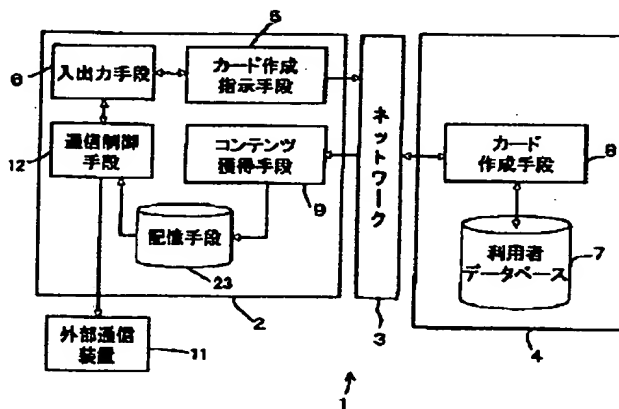 5
6
入出力手段
カード作成
指示手段
12
通信制御
手段
コンテンツ
獲得手段
9
記憶手段
23
2
外部通信
装置
11
ネットワーク
3
カード
作成手段
8
利用者
データベース
7
4
1